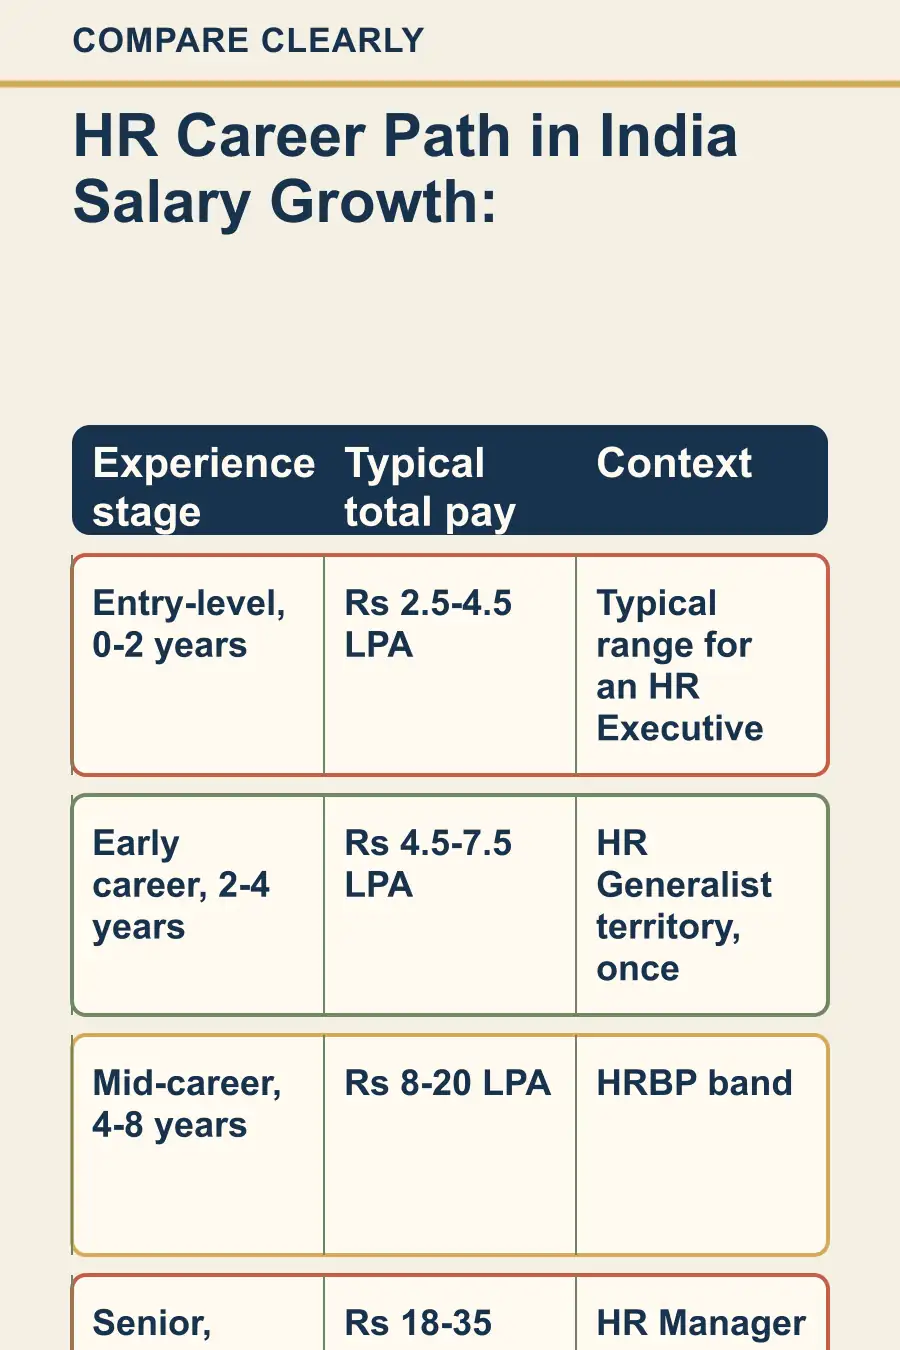 COMPARE CLEARLY
HR Career Path in India
Salary Growth:
Experience stage
Typical total pay
Context
Entry-level,
0-2 years
Rs 2.5-4.5
LPA
Typical
range for
an HR
Executive
Early
career, 2-4
years
Rs 4.5-7.5
LPA
HR
Generalist
territory,
once
Mid-career,
4-8 years
Rs 8-20 LPA
HRBP band
Senior,
Rs 18-35
HR Manager